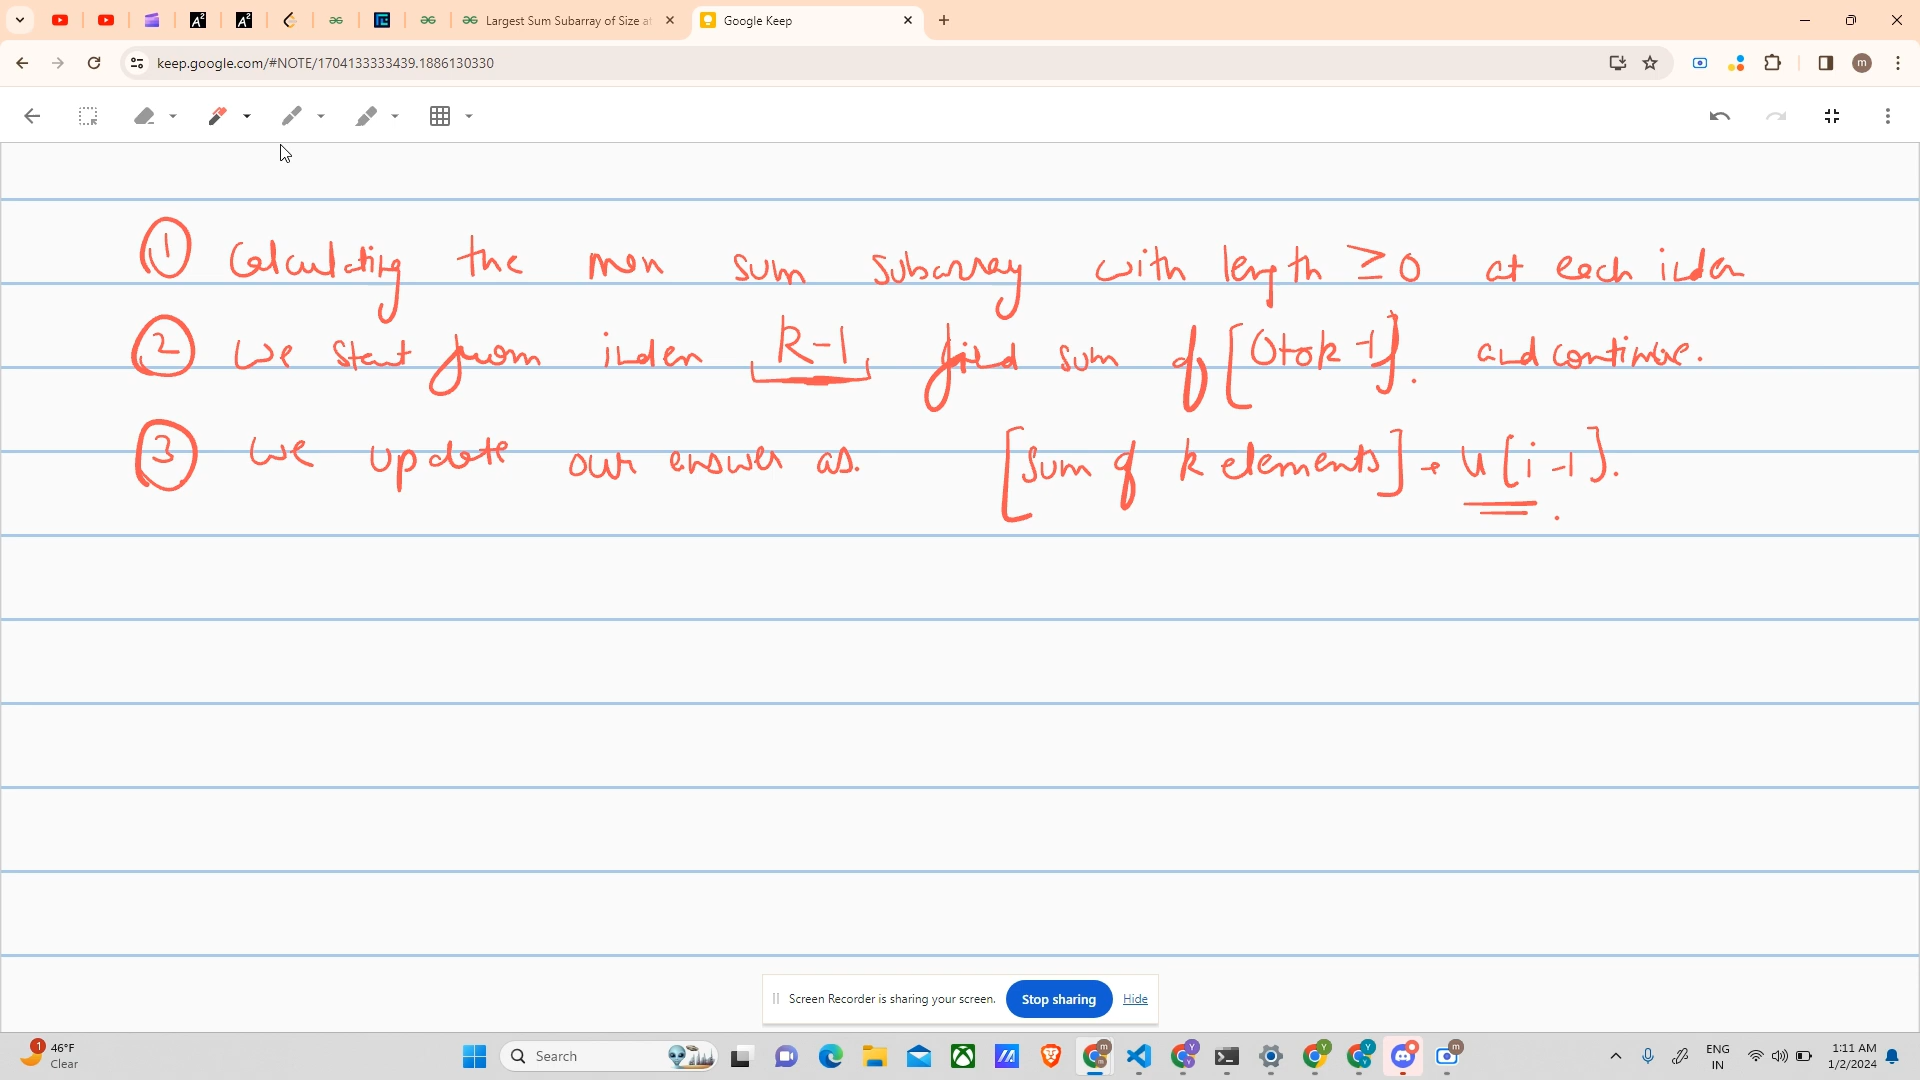 Largest Sum Subarray of Size at
Google Keep
keep.google.com/#NOTE/1704133333439.1886130330
m
① Calculating the max sum subarray with length ≥ 0 at each index
② We start from index K-1 find sum of [0 to k-1]. and continue.
③ We update our answer as. [sum of k elements] +
Screen Recorder is sharing your screen. Stop sharing Hide
1 46°F
Clear
Search
ENG
IN
1:11 AM
1/2/2024